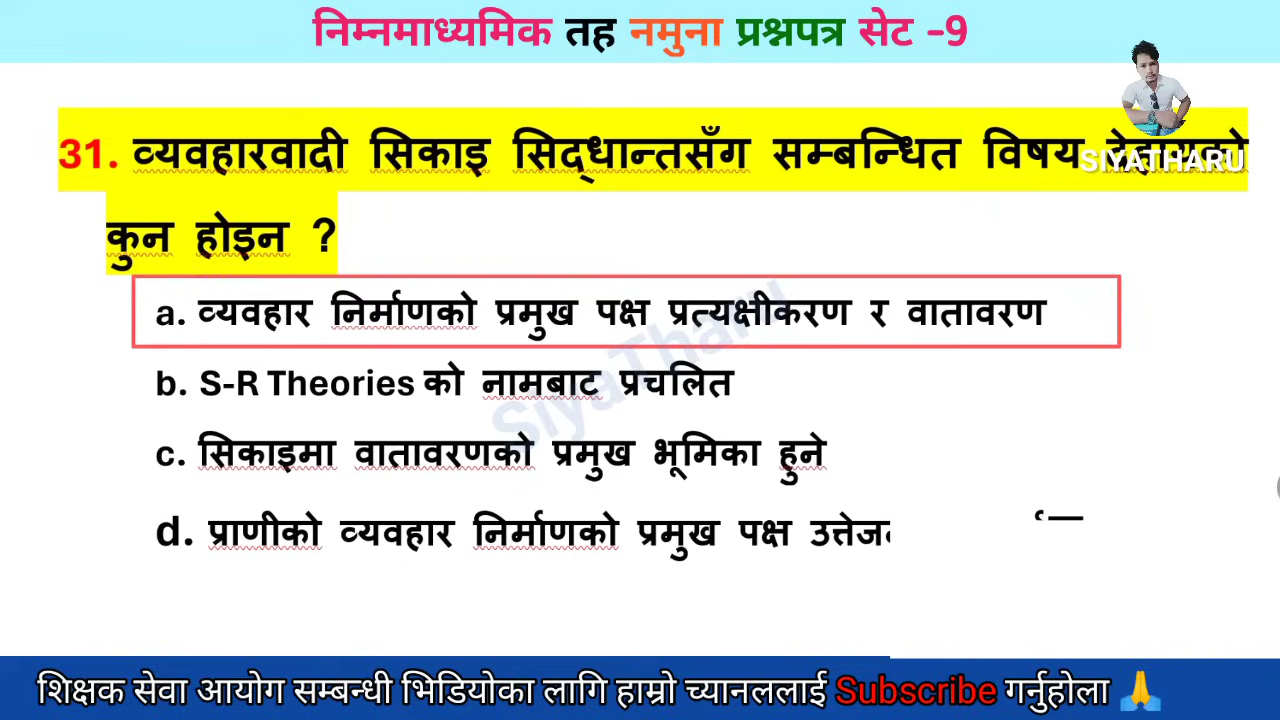 निम्नमाध्यमिक तह नमुना प्रश्नपत्र सेट -9
31. व्यवहारवादी सिकाइ सिद्धान्तसँग सम्बन्धित विषय
SIYATHARU
कुन होइन ?
a. व्यवहार निर्माणको प्रमुख पक्ष प्रत्यक्षीकरण र वातावरण
b. S-R Theories को नामबाट प्रचलित
c. सिकाइमा वातावरणको प्रमुख भूमिका हुने
d. प्राणीको व्यवहार निर्माणको प्रमुख पक्ष
SiyaTharu
शिक्षक सेवा आयोग सम्बन्धी भिडियोका लागि हाम्रो च्यानललाई Subscribe गर्नुहोला 🙏